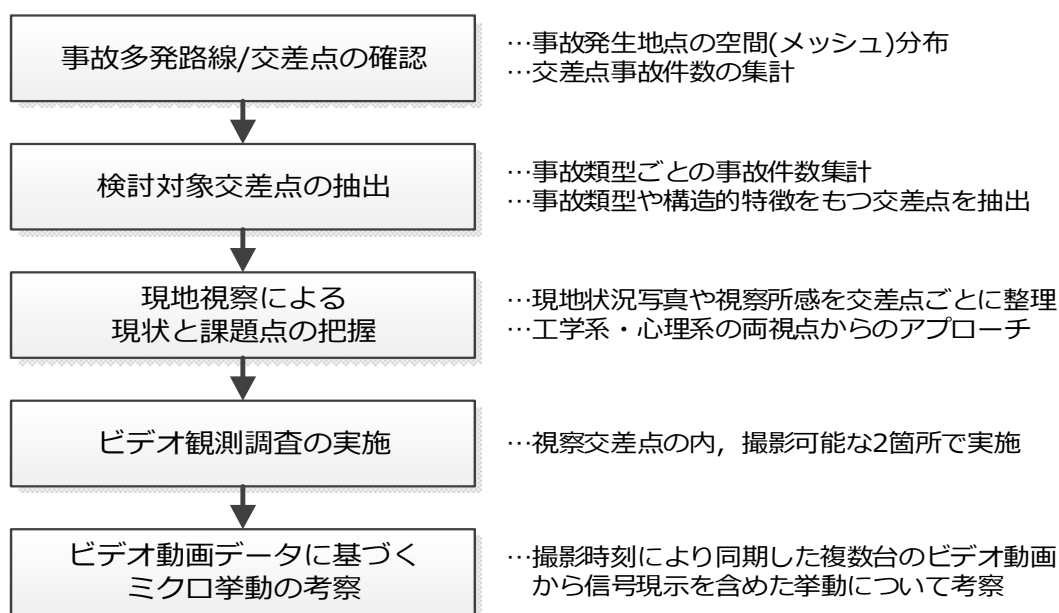 事故多発路線/交差点の確認
…事故発生地点の空間(メッシュ)分布
…交差点事故件数の集計
検討対象交差点の抽出
…事故類型ごとの事故件数集計
…事故類型や構造的特徴をもつ交差点を抽出
現地視察による
現状と課題点の把握
…現地状況写真や視察所感を交差点ごとに整理
…工学系・心理系の両視点からのアプローチ
ビデオ観測調査の実施
…視察交差点の内，撮影可能な2箇所で実施
ビデオ動画データに基づく
ミクロ挙動の考察
…撮影時刻により同期した複数台のビデオ動画
から信号現示を含めた挙動について考察